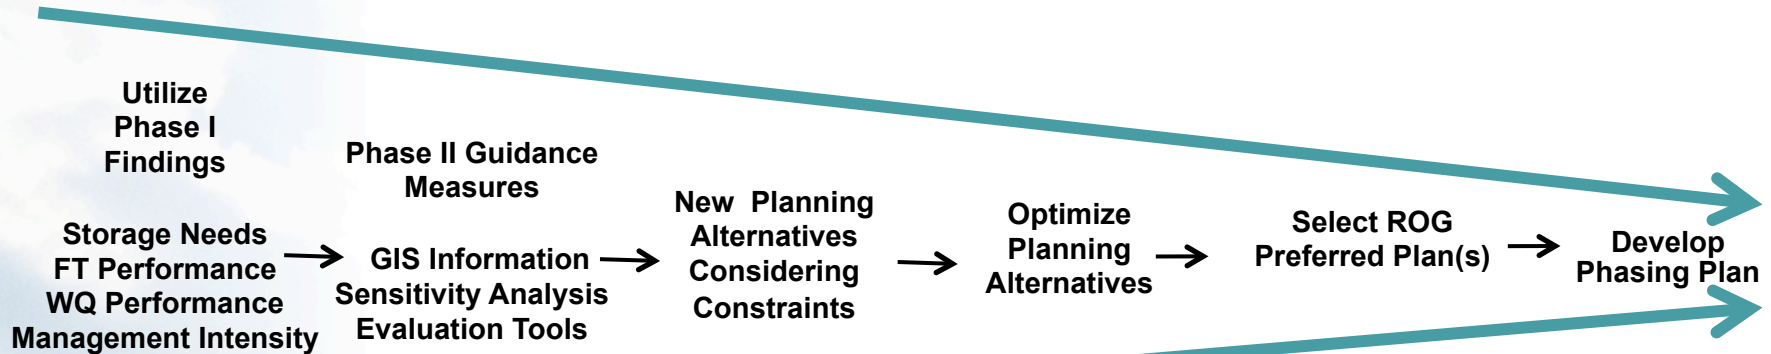 Utilize
Phase I
Findings
Storage Needs
FT Performance
WQ Performance
Management Intensity
Phase II Guidance
Measures
GIS Information
Sensitivity Analysis
Evaluation Tools
New Planning
Alternatives
Considering
Constraints
Optimize
Planning
Alternatives
Select ROG
Preferred Plan(s)
Develop
Phasing Plan